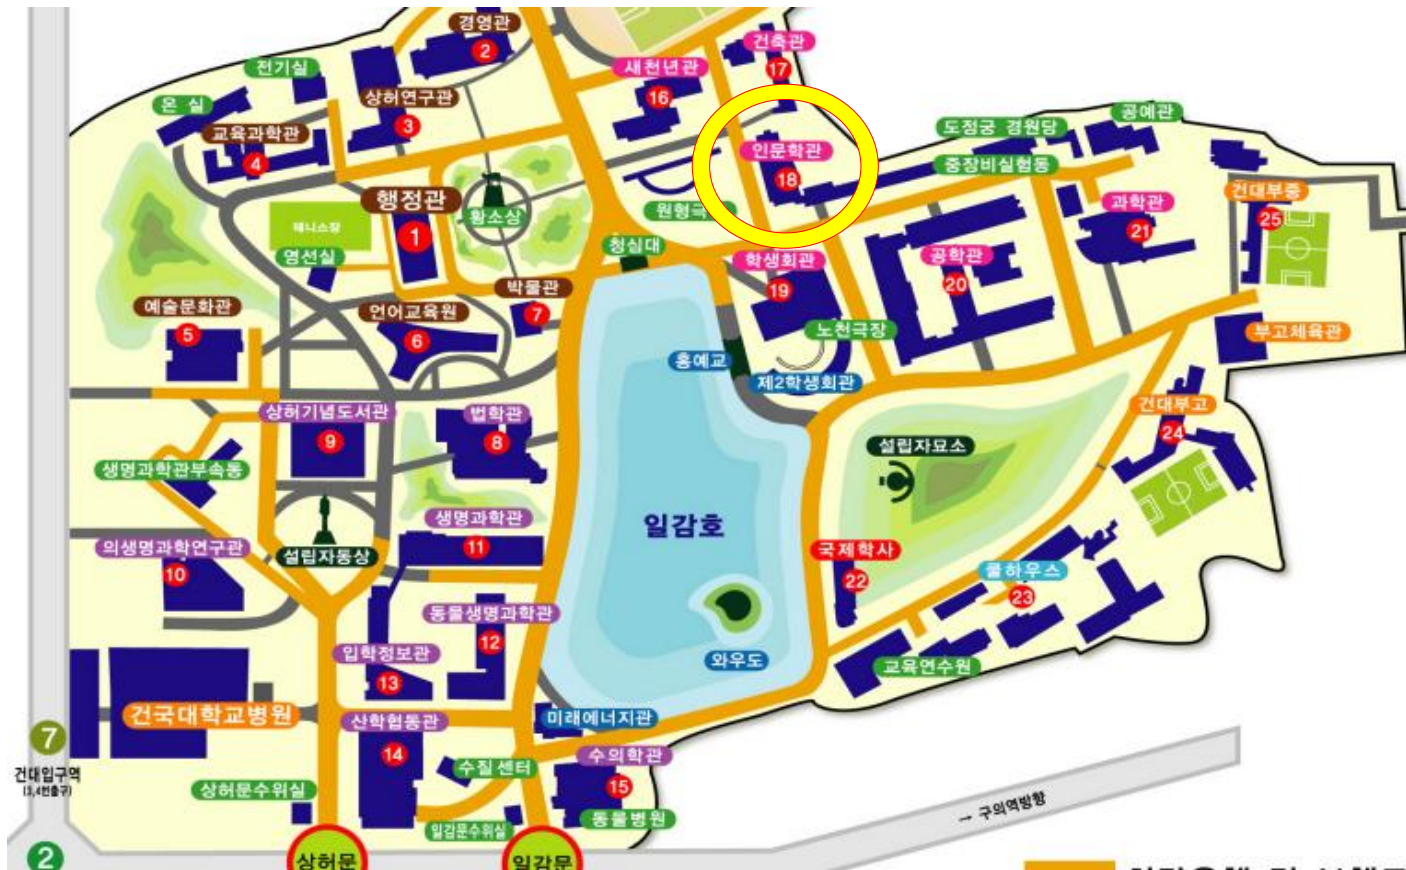 경영관
2
건축관
17
전기실
새천년관
16
상허연구관
3
온 실
교육과학관
4
공예관
도정궁 경원당
인문학관
18
중장비실험동
행정관
1
건대부중
25
과학관
21
황소상
원형극
테니스장
청심대
영선실
학생회관
19
공학관
20
박물관
7
예술문화관
5
언어교육원
6
노천극장
부고체육관
홍예교
제2학생회관
상허기념도서관
9
법학관
8
건대부고
24
설립자묘소
생명과학관부속동
생명과학관
11
일감호
의생명과학연구관
10
설립자동상
국제학사
22
쿨하우스
23
동물생명과학관
12
입학정보관
13
와우도
교육연수원
건국대학교병원
산학협동관
14
미래에너지관
7
건대입구역
(3,4번출구)
수질센터
수의학관
15
상허문수위실
일감문수위실
동물병원
→ 구의역방향
2
상허문
일감문